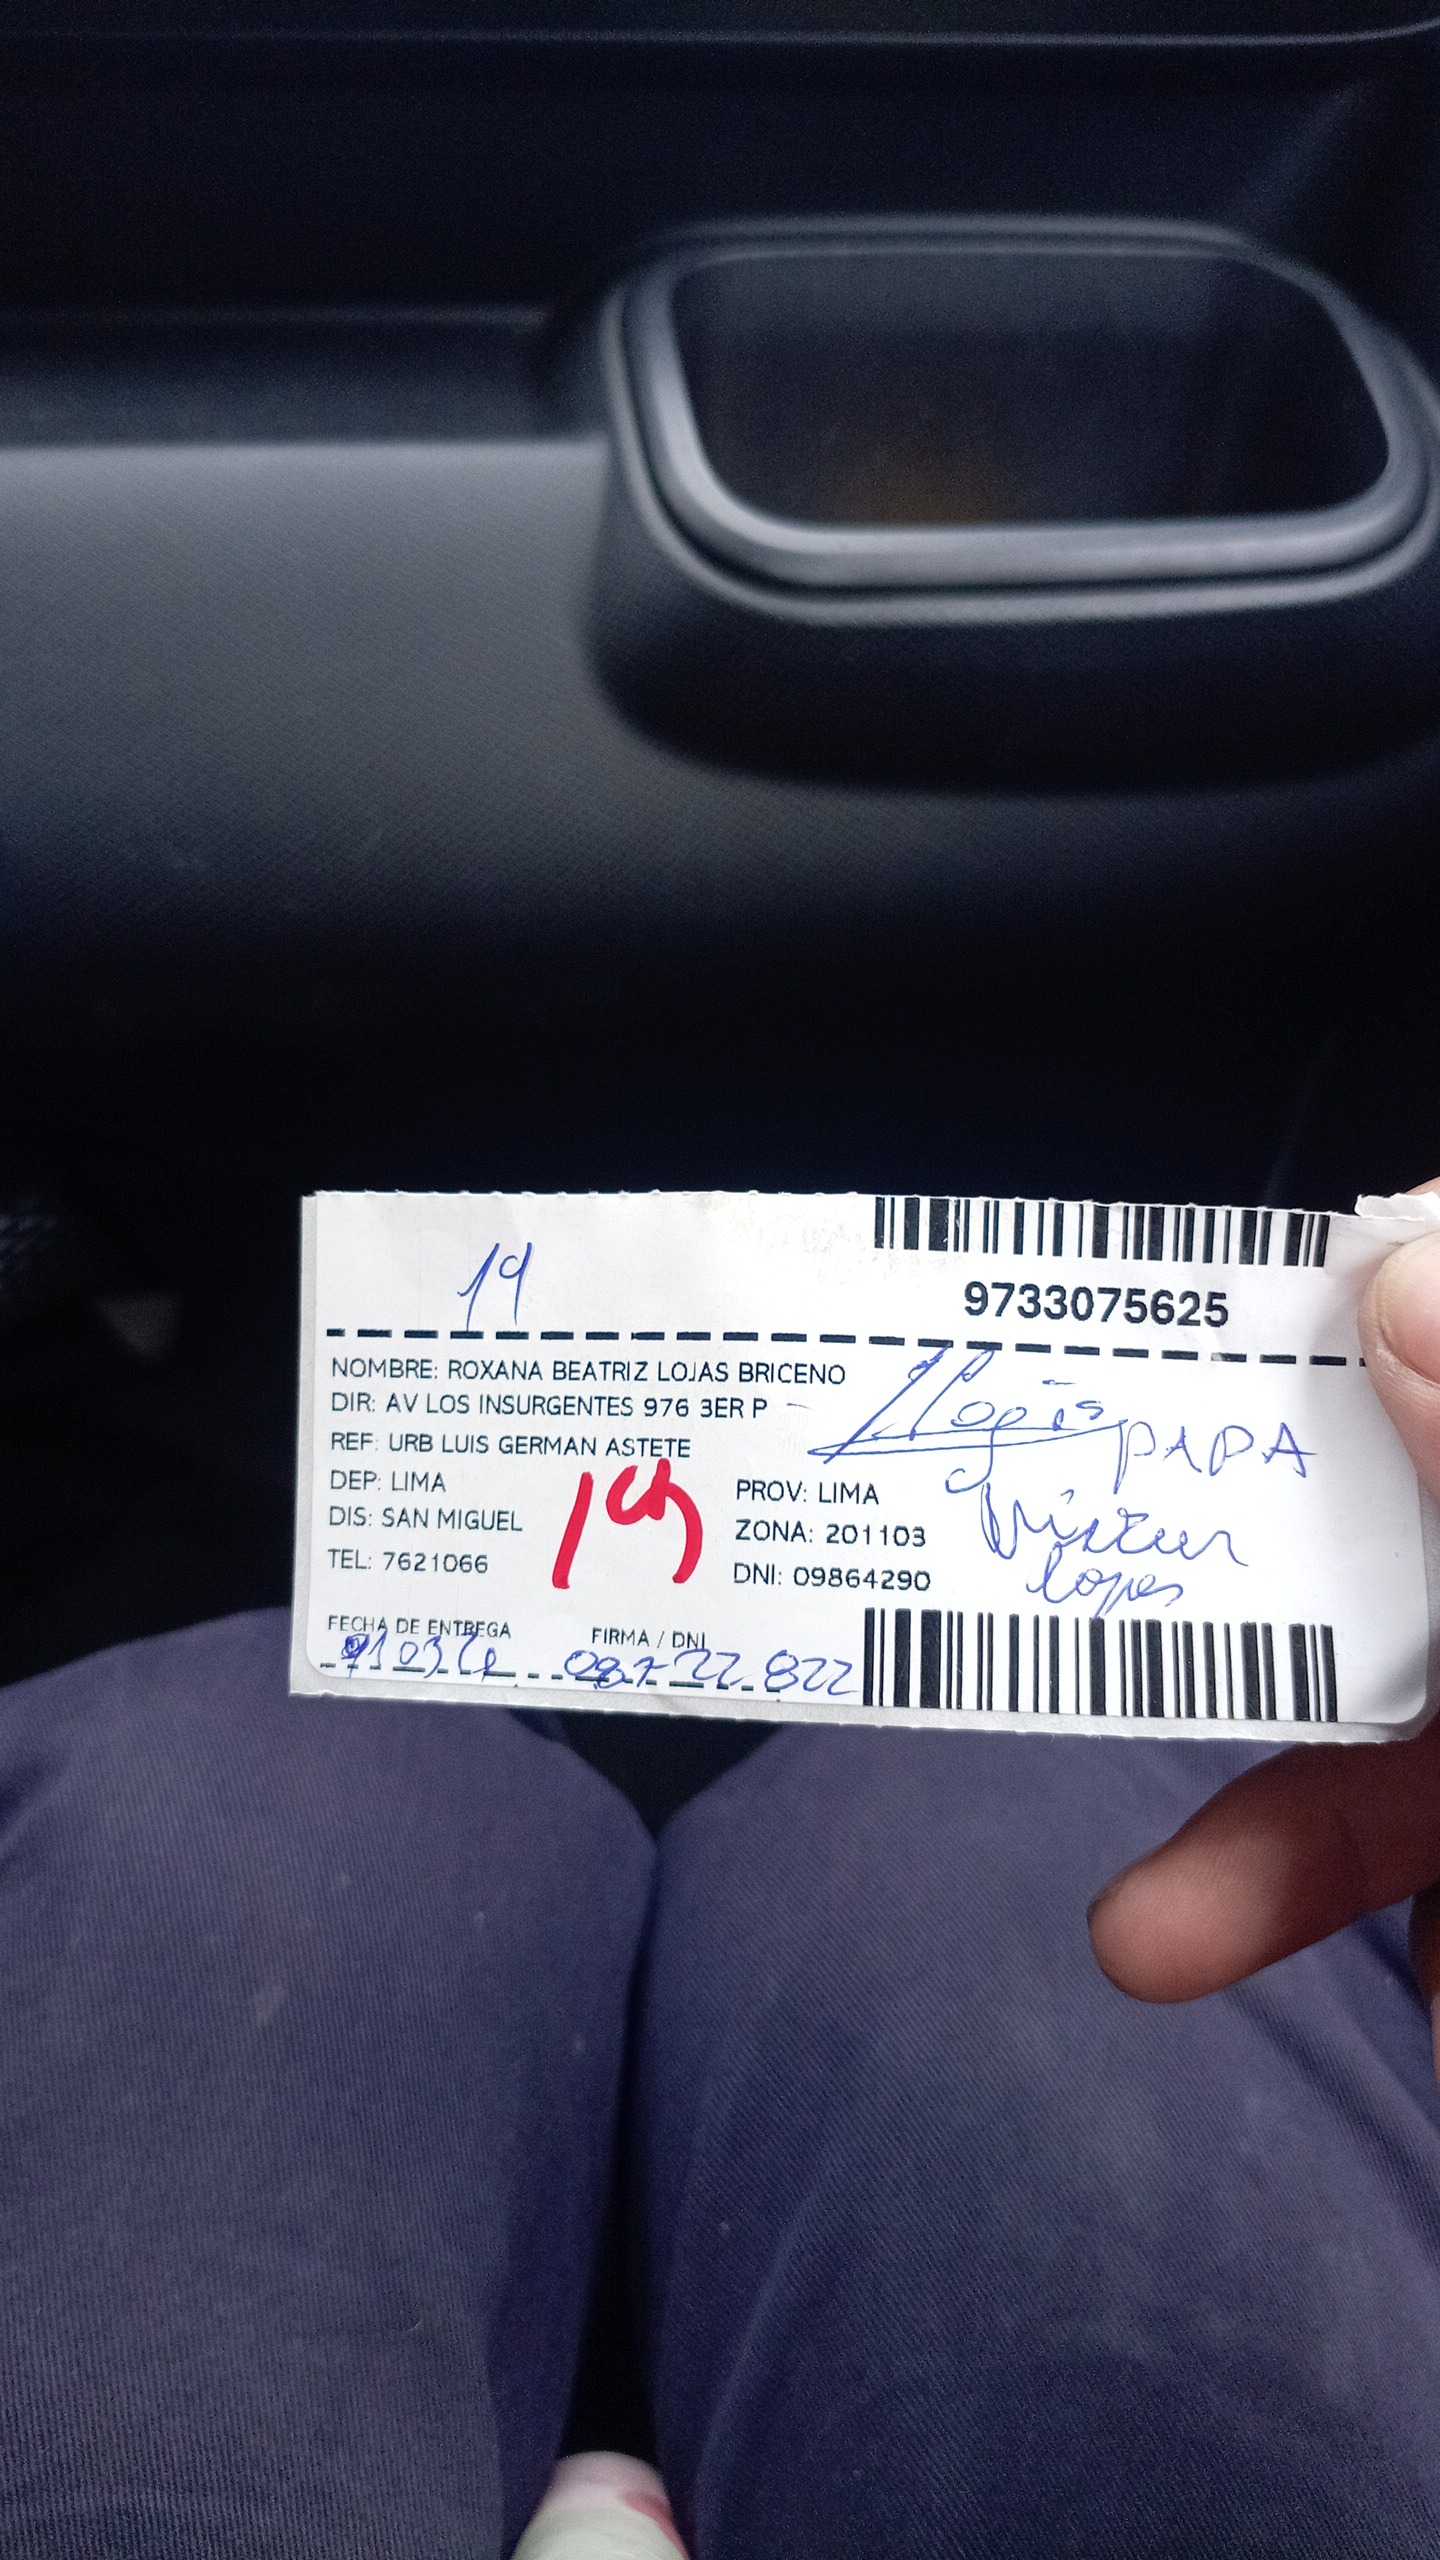 19
9733075625
NOMBRE: ROXANA BEATRIZ LOJAS BRICENO
DIR: AV LOS INSURGENTES 976 3ER P
REF: URB LUIS GERMAN ASTETE
PAPA
DEP: LIMA
PROV: LIMA
DIS: SAN MIGUEL
ZONA: 201103
TEL: 7621066
DNI: 09864290
FECHA DE ENTREGA
FIRMA / DNI